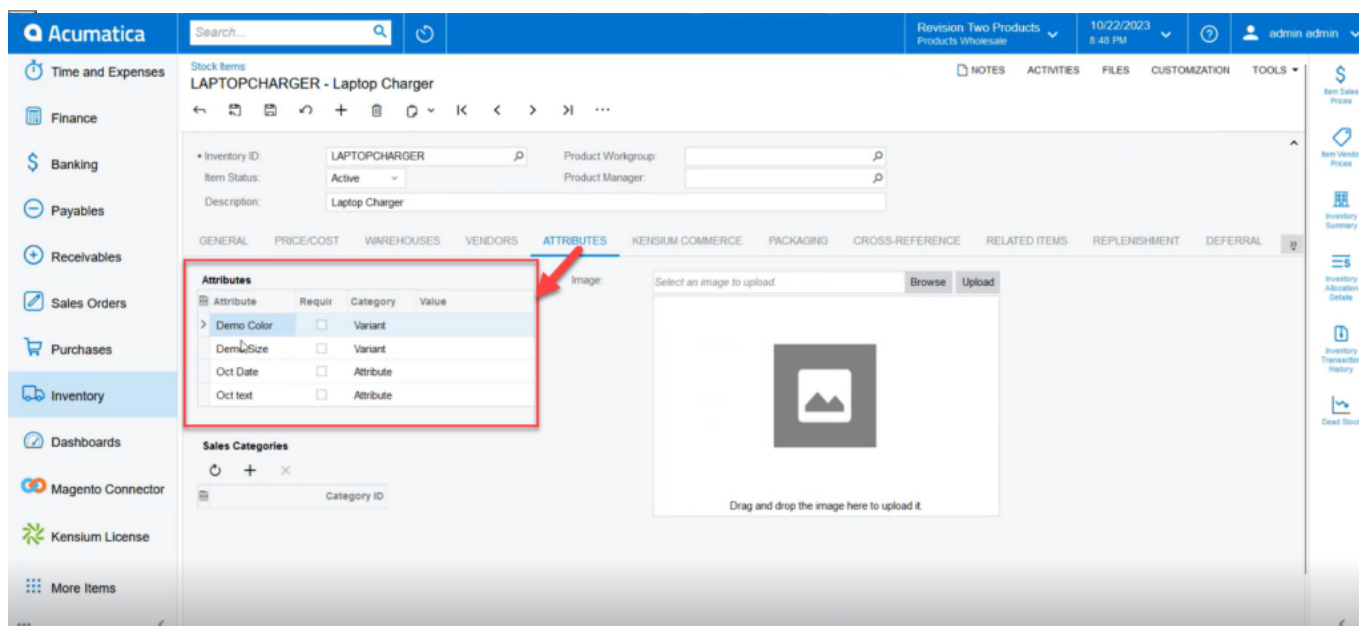 Acumatica
Search...
Revision Two Products
Products Wholesale
10/22/2023
8:48 PM
admin admin
Time and Expenses
Finance
Banking
Payables
Receivables
Sales Orders
Purchases
Inventory
Dashboards
Magento Connector
Kensium License
More Items
Stock Items
LAPTOPCHARGER - Laptop Charger
NOTES ACTIVITIES FILES CUSTOMIZATION TOOLS
Inventory ID: LAPTOPCHARGER Product Workgroup:
Item Status: Active Product Manager:
Description: Laptop Charger
GENERAL PRICE/COST WAREHOUSES VENDORS ATTRIBUTES KENSIUM COMMERCE PACKAGING CROSS-REFERENCE RELATED ITEMS REPLENISHMENT DEFERRAL
Attributes
Attribute Requir Category Value
Demo Color Variant
Demo Size Variant
Oct Date Attribute
Oct text Attribute
Image: Select an image to upload. Browse Upload
Drag and drop the image here to upload it.
Sales Categories
Category ID
Item Sales
Prices
Item Vendo
Prices
Inventory
Summary
Inventory
Allocation
Details
Inventory
Transactio
History
Dead Stoc